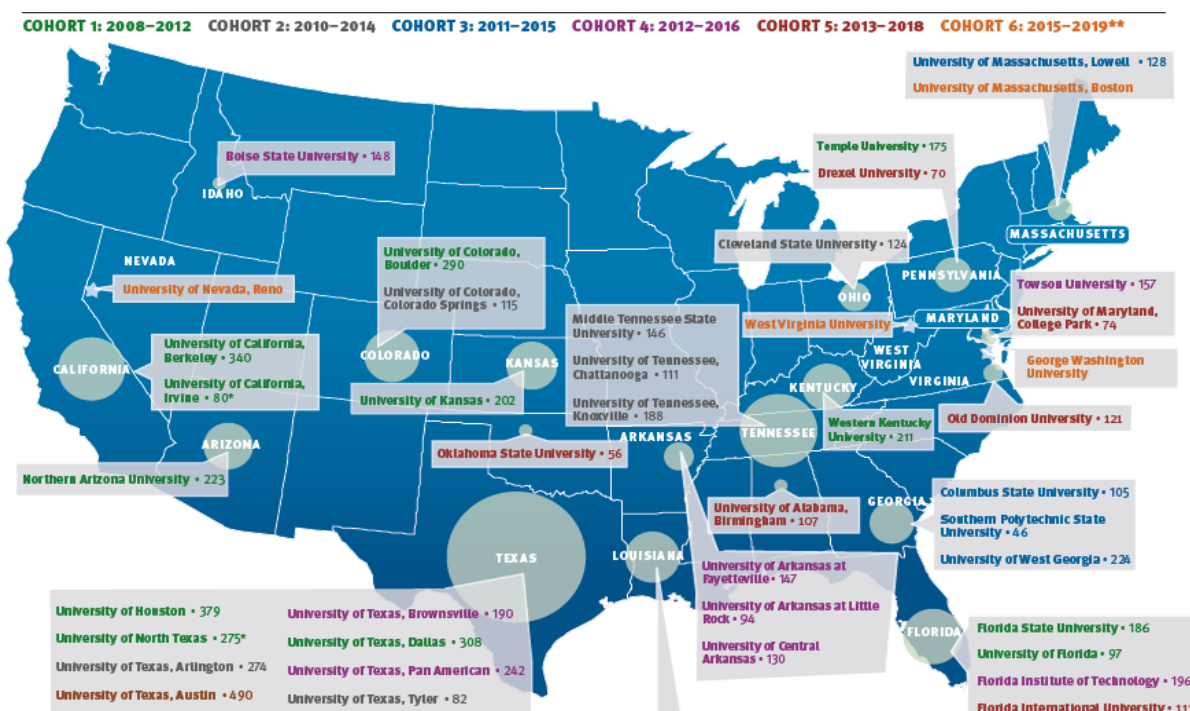 COHORT 1: 2008–2012 COHORT 2: 2010–2014 COHORT 3: 2011–2015 COHORT 4: 2012–2016 COHORT 5: 2013–2018 COHORT 6: 2015–2019**
University of Massachusetts, Lowell • 128
University of Massachusetts, Boston
MASSACHUSETTS
Temple University • 175
Drexel University • 70
PENNSYLVANIA
Boise State University • 148
IDAHO
Cleveland State University • 124
OHIO
NEVADA
University of Nevada, Reno
University of Colorado,
Boulder • 290
University of Colorado,
Colorado Springs • 115
COLORADO
Towson University • 157
University of Maryland,
College Park • 74
MARYLAND
West Virginia University
WEST
VIRGINIA
George Washington
University
VIRGINIA
Old Dominion University • 121
Middle Tennessee State
University • 146
University of Tennessee,
Chattanooga • 111
University of Tennessee,
Knoxville • 188
TENNESSEE
CALIFORNIA
University of California,
Berkeley • 340
University of California,
Irvine • 80*
KANSAS
University of Kansas • 202
KENTUCKY
Western Kentucky
University • 211
ARIZONA
Northern Arizona University • 223
Oklahoma State University • 56
ARKANSAS
University of Alabama,
Birmingham • 107
GEORGIA
Columbus State University • 105
Southern Polytechnic State
University • 46
University of West Georgia • 224
TEXAS
LOUISIANA
University of Arkansas at
Fayetteville • 147
University of Arkansas at Little
Rock • 94
University of Central
Arkansas • 130
University of Houston • 379
University of North Texas • 275*
University of Texas, Arlington • 274
University of Texas, Austin • 490
University of Texas, Brownsville • 190
University of Texas, Dallas • 308
University of Texas, Pan American • 242
University of Texas, Tyler • 82
FLORIDA
Florida State University • 186
University of Florida • 97
Florida Institute of Technology • 196
Florida International University •